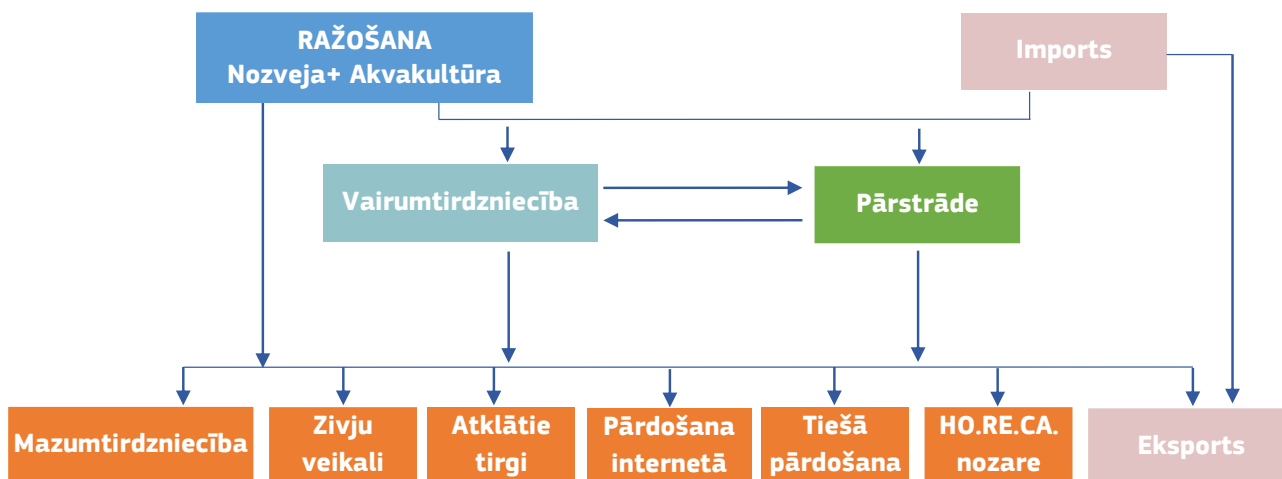 RAŽOŠANA
Nozveja+ Akvakultūra
Imports
Vairumtirdzniecība
Pārstrāde
Mazumtirdzniecība
Zivju
veikali
Atklātie
tirgi
Pārdošana
internetā
Tiešā
pārdošana
HO.RE.CA.
nozare
Eksports